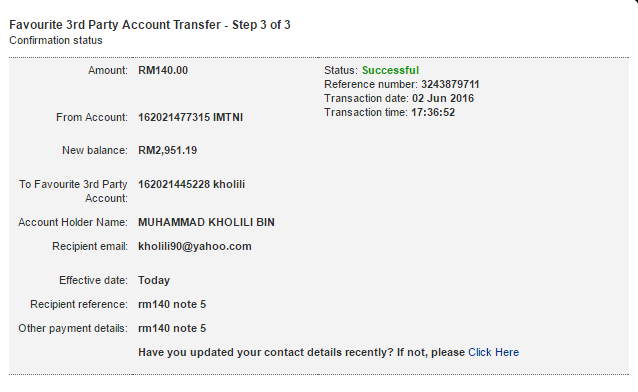 Favourite 3rd Party Account Transfer - Step 3 of 3
Confirmation status
Amount: RM140.00
Status: Successful
Reference number: 3243879711
Transaction date: 02 Jun 2016
Transaction time: 17:36:52
From Account: 162021477315 IMTNI
New balance: RM2,951.19
To Favourite 3rd Party 162021445228 kholili
Account:
Account Holder Name: MUHAMMAD KHOLILI BIN
Recipient email: kholili90@yahoo.com
Effective date: Today
Recipient reference: rm140 note 5
Other payment details: rm140 note 5
Have you updated your contact details recently? If not, please Click Here